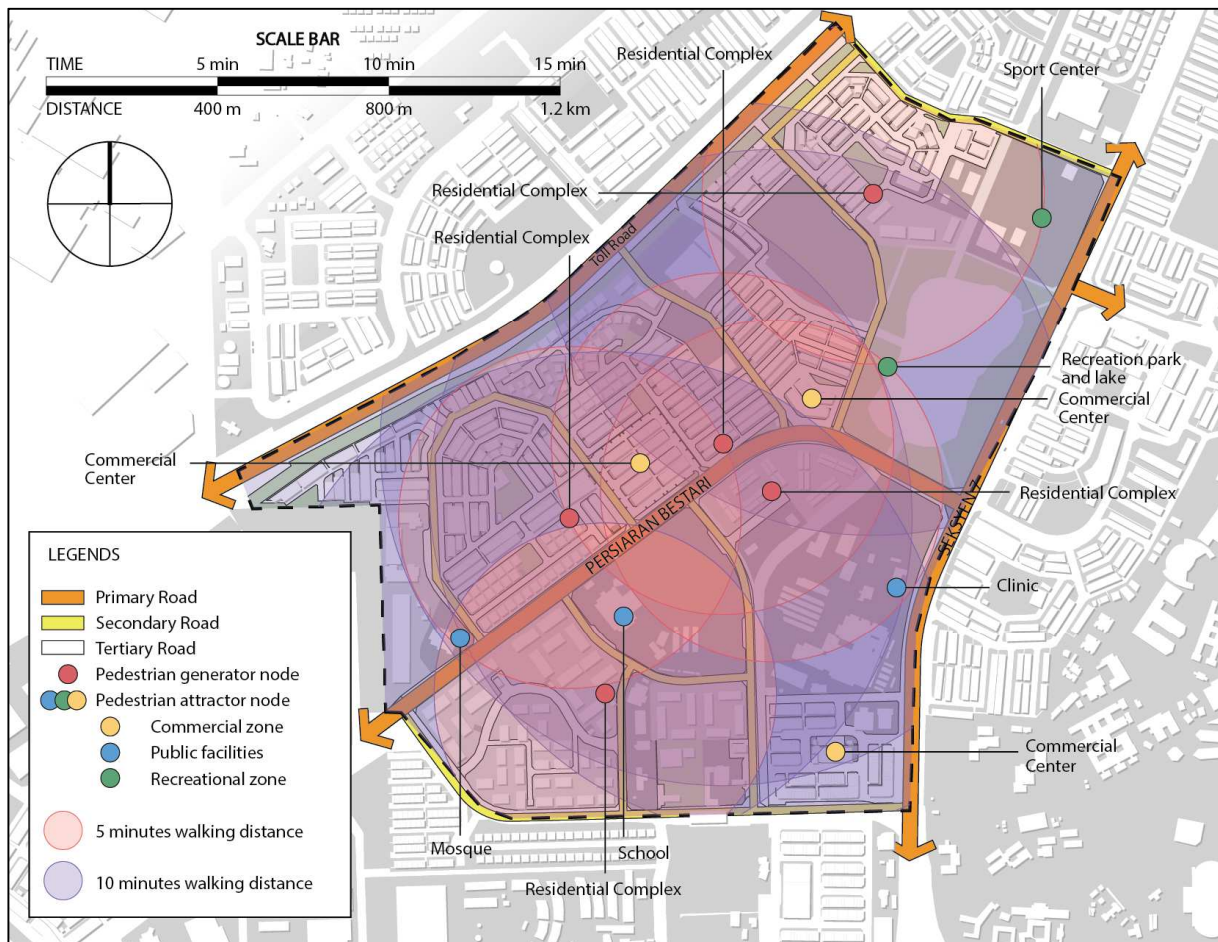 SCALE BAR
TIME
5 min
10 min
15 min
DISTANCE
400 m
800 m
1.2 km
Residential Complex
Sport Center
Residential Complex
Residential Complex
Toll Road
Recreation park
and lake
Commercial
Center
Commercial
Center
Residential Complex
PERSIARAN BESTARI
SEKSYEN 7
Clinic
Commercial
Center
Mosque
School
Residential Complex
LEGENDS
Primary Road
Secondary Road
Tertiary Road
Pedestrian generator node
Pedestrian attractor node
Commercial zone
Public facilities
Recreational zone
5 minutes walking distance
10 minutes walking distance